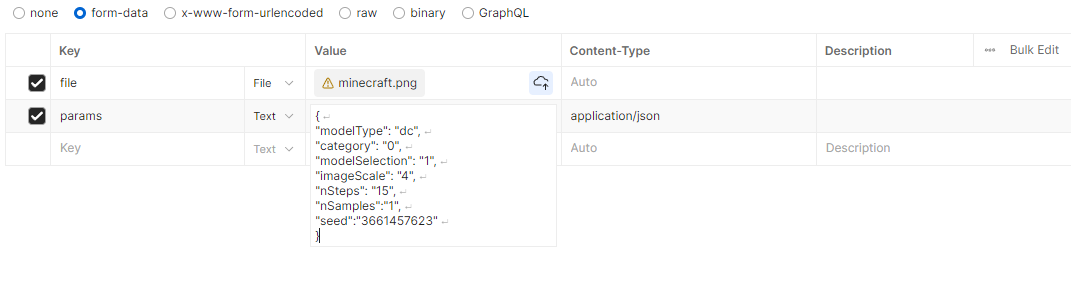 none form-data x-www-form-urlencoded raw binary GraphQL
Key Value Content-Type Description ••• Bulk Edit
file File minecraft.png Auto
params Text application/json
{ ↵
"modelType": "dc", ↵
"category": "0", ↵
"modelSelection": "1", ↵
"imageScale": "4", ↵
"nSteps": "15", ↵
"nSamples":"1", ↵
"seed":"3661457623" ↵
}
Key Text Auto Description